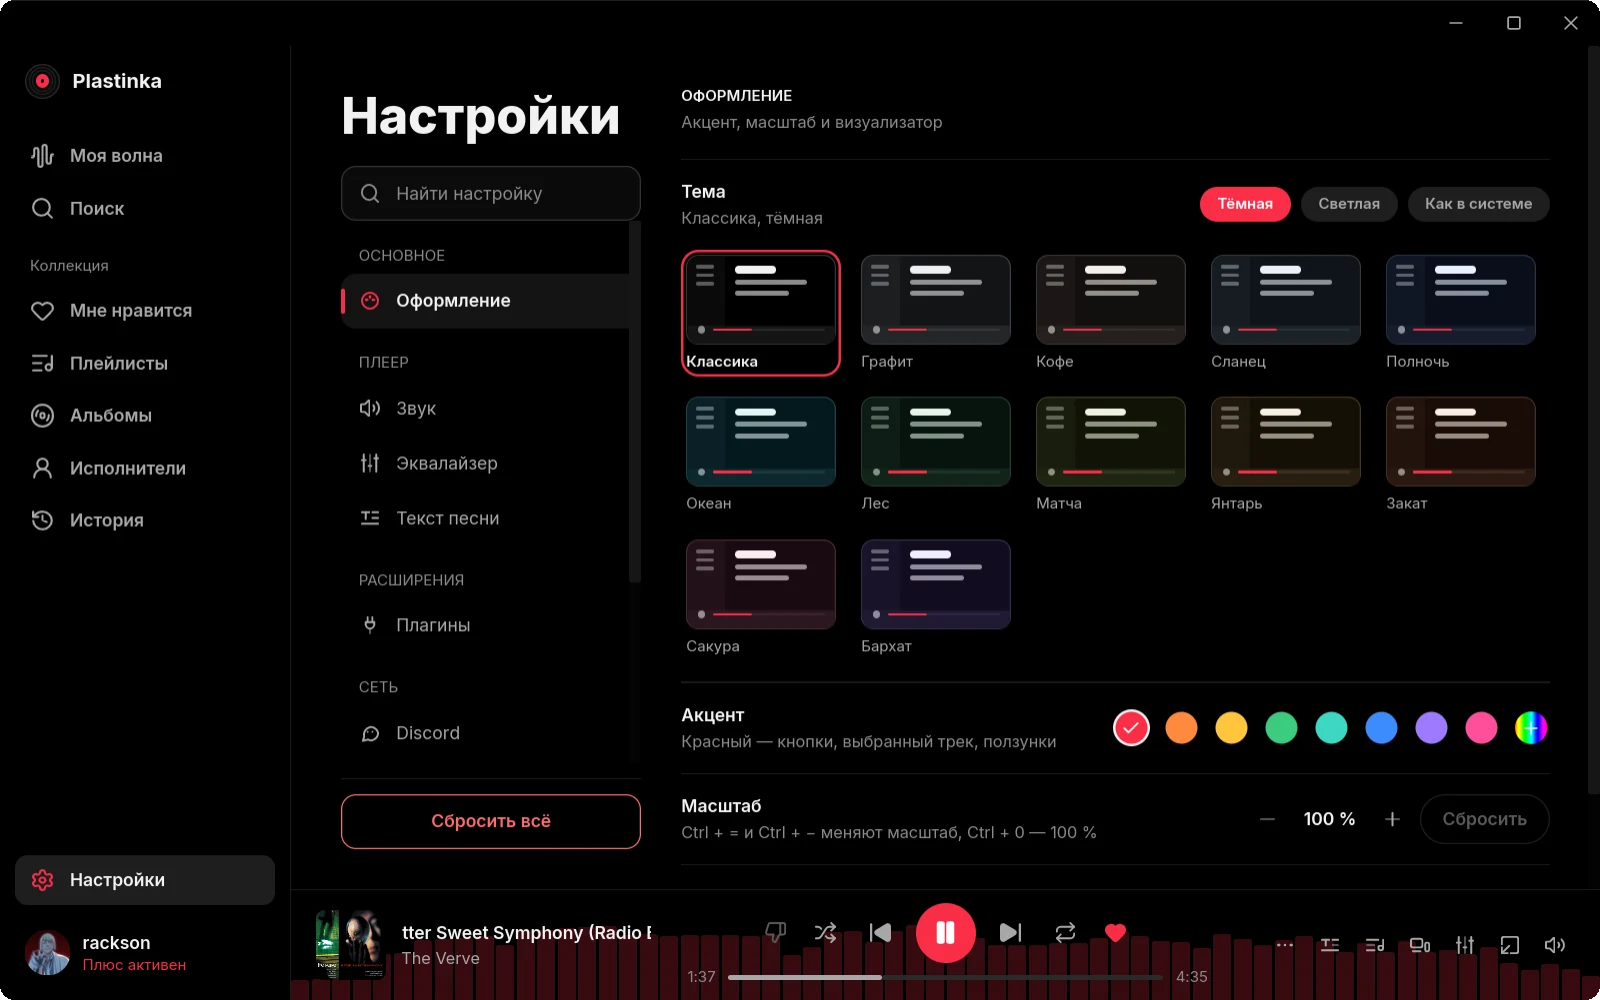 Plastinka
Моя волна
Поиск
Коллекция
Мне нравится
Плейлисты
Альбомы
Исполнители
История
Настройки
rackson
Плюс активен
Настройки
Найти настройку
ОСНОВНОЕ
Оформление
ПЛЕЕР
Звук
Эквалайзер
Текст песни
РАСШИРЕНИЯ
Плагины
СЕТЬ
Discord
Сбросить всё
ОФОРМЛЕНИЕ
Акцент, масштаб и визуализатор
Тема
Классика, тёмная
Тёмная
Светлая
Как в системе
Классика
Графит
Кофе
Сланец
Полночь
Океан
Лес
Матча
Янтарь
Закат
Сакура
Бархат
Акцент
Красный — кнопки, выбранный трек, ползунки
Масштаб
Ctrl + = и Ctrl + − меняют масштаб, Ctrl + 0 — 100 %
100 %
Сбросить
tter Sweet Symphony (Radio E
The Verve
1:37
4:35